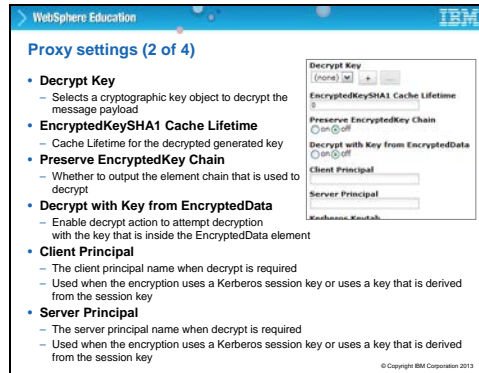 WebSphere Education
IBM
Proxy settings (2 of 4)
• Decrypt Key
– Selects a cryptographic key object to decrypt the
message payload
• EncryptedKeySHA1 Cache Lifetime
– Cache Lifetime for the decrypted generated key
• Preserve EncryptedKey Chain
– Whether to output the element chain that is used to
decrypt
• Decrypt with Key from EncryptedData
– Enable decrypt action to attempt decryption
with the key that is inside the EncryptedData element
• Client Principal
– The client principal name when decrypt is required
– Used when the encryption uses a Kerberos session key or uses a key that is derived
from the session key
• Server Principal
– The server principal name when decrypt is required
– Used when the encryption uses a Kerberos session key or uses a key that is derived
from the session key
Decrypt Key
(none) + ...
EncryptedKeySHA1 Cache Lifetime
0
Preserve EncryptedKey Chain
on off
Decrypt with Key from EncryptedData
on off
Client Principal
Server Principal
Kerberos Keytab
© Copyright IBM Corporation 2013